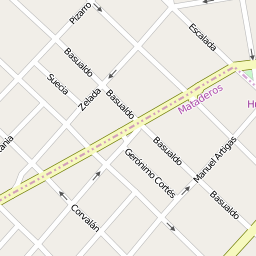 Pizarro
Escalada
Basualdo
Suecia
Zelada
Basualdo
Mataderos
Basualdo
Gerónimo Cortés
Manuel Artigas
Basualdo
Corvalán